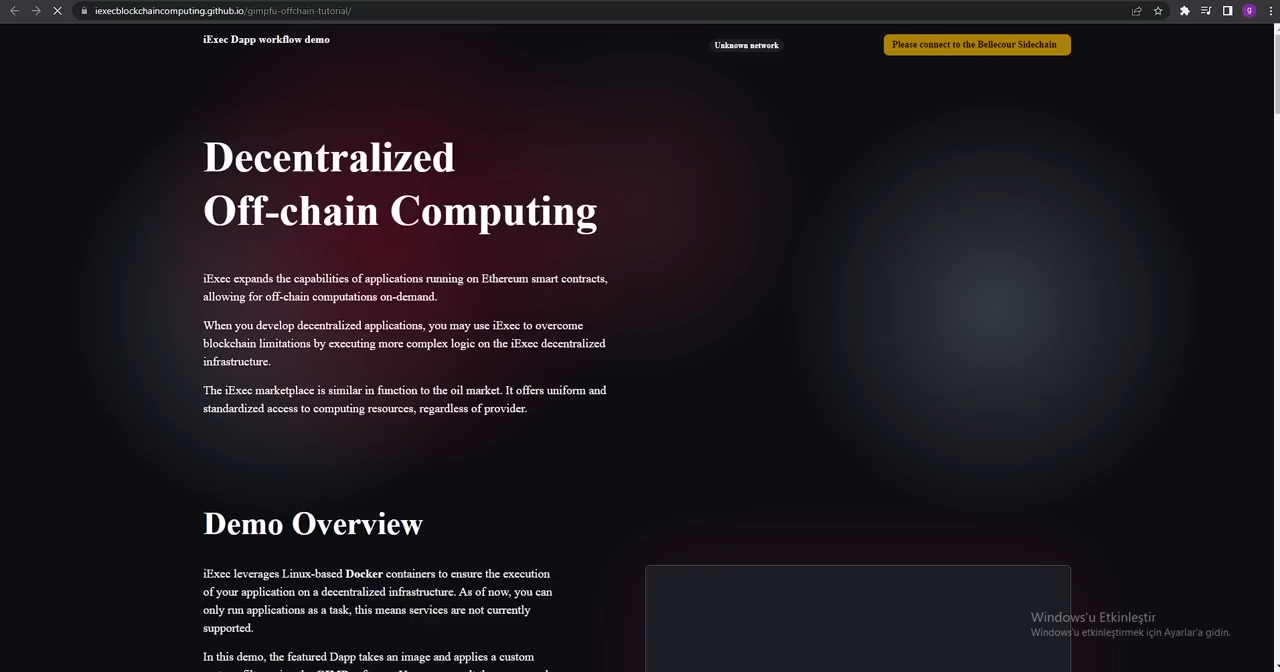 iexecblockchaincomputing.github.io/gimpfu-offchain-tutorial/
g
iExec Dapp workflow demo
Unknown network
Please connect to the Bellecour Sidechain
Decentralized
Off-chain Computing
iExec expands the capabilities of applications running on Ethereum smart contracts,
allowing for off-chain computations on-demand.
When you develop decentralized applications, you may use iExec to overcome
blockchain limitations by executing more complex logic on the iExec decentralized
infrastructure.
The iExec marketplace is similar in function to the oil market. It offers uniform and
standardized access to computing resources, regardless of provider.
Demo Overview
iExec leverages Linux-based Docker containers to ensure the execution
of your application on a decentralized infrastructure. As of now, you can
only run applications as a task, this means services are not currently
supported.
In this demo, the featured Dapp takes an image and applies a custom
Windows'u Etkinleştir
Windows'u etkinleştirmek için Ayarlar'a gidin.